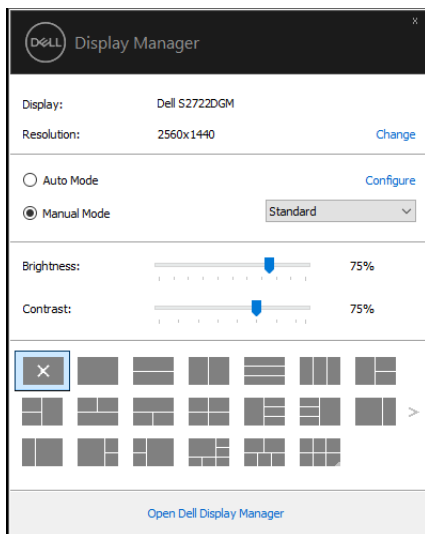 x
DELL Display Manager
Display: Dell S2722DGM
Resolution: 2560x1440 Change
Auto Mode Configure
Manual Mode Standard
Brightness: 75%
Contrast: 75%
Open Dell Display Manager